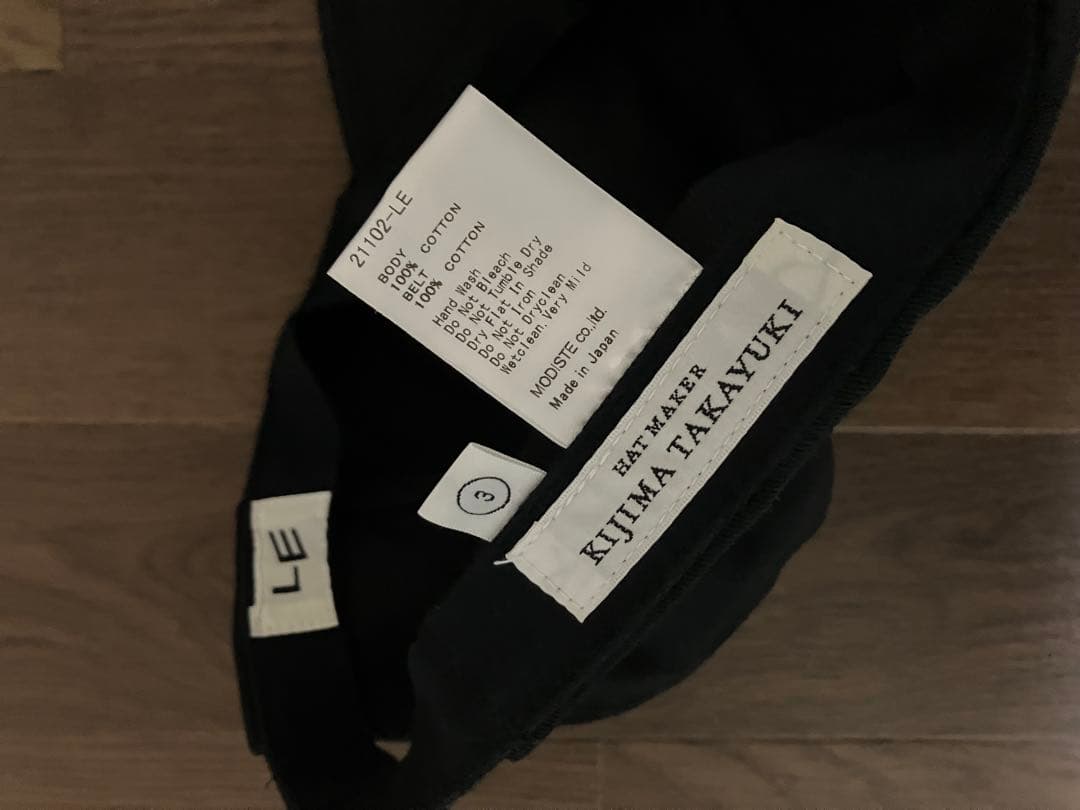 21102-LE
BODY
100% COTTON
BELT
100% COTTON
Hand Wash
Do Not Bleach
Do Not Tumble Dry
Dry Flat In Shade
Do Not Iron
Do Not Dryclean
Wetclean.Very Mild
MODISTE co.,ltd.
Made in Japan
HAT MAKER
KIJIMA TAKAYUKI
3
LE